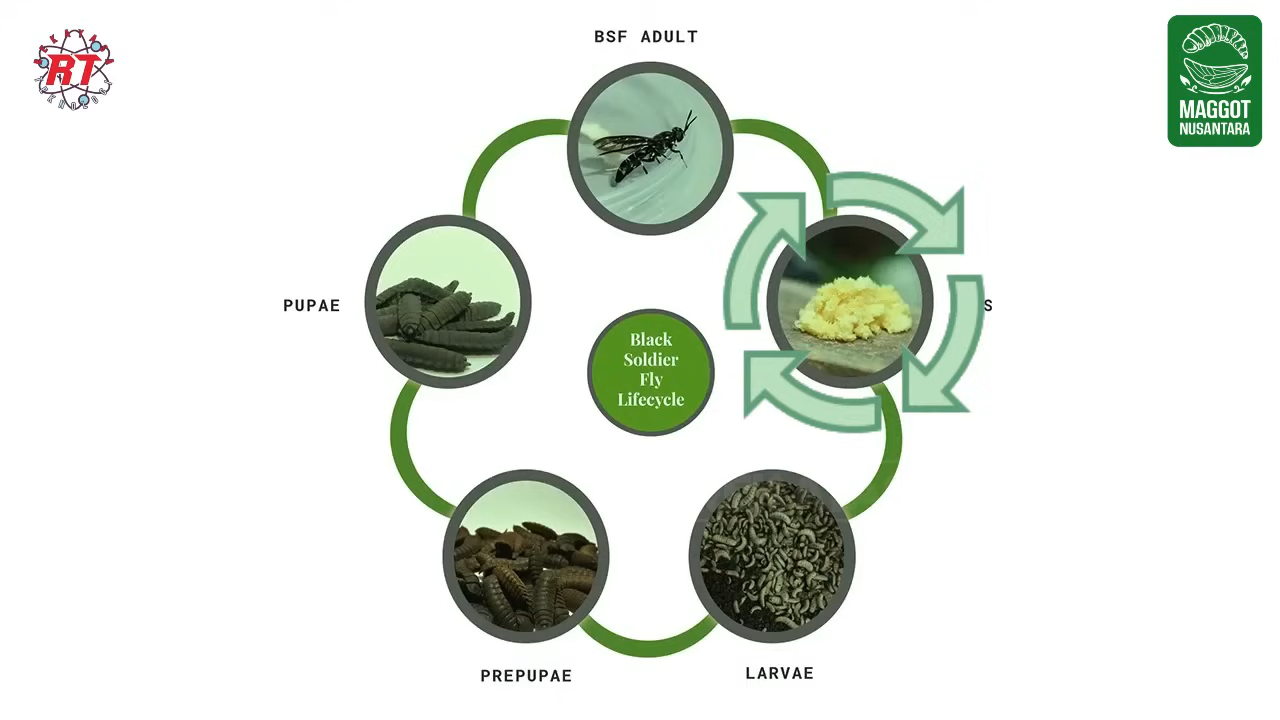 BSF ADULT
RT
MAGGOT
NUSANTARA
PUPAE
S
Black
Soldier
Fly
Lifecycle
PREPUPAE
LARVAE